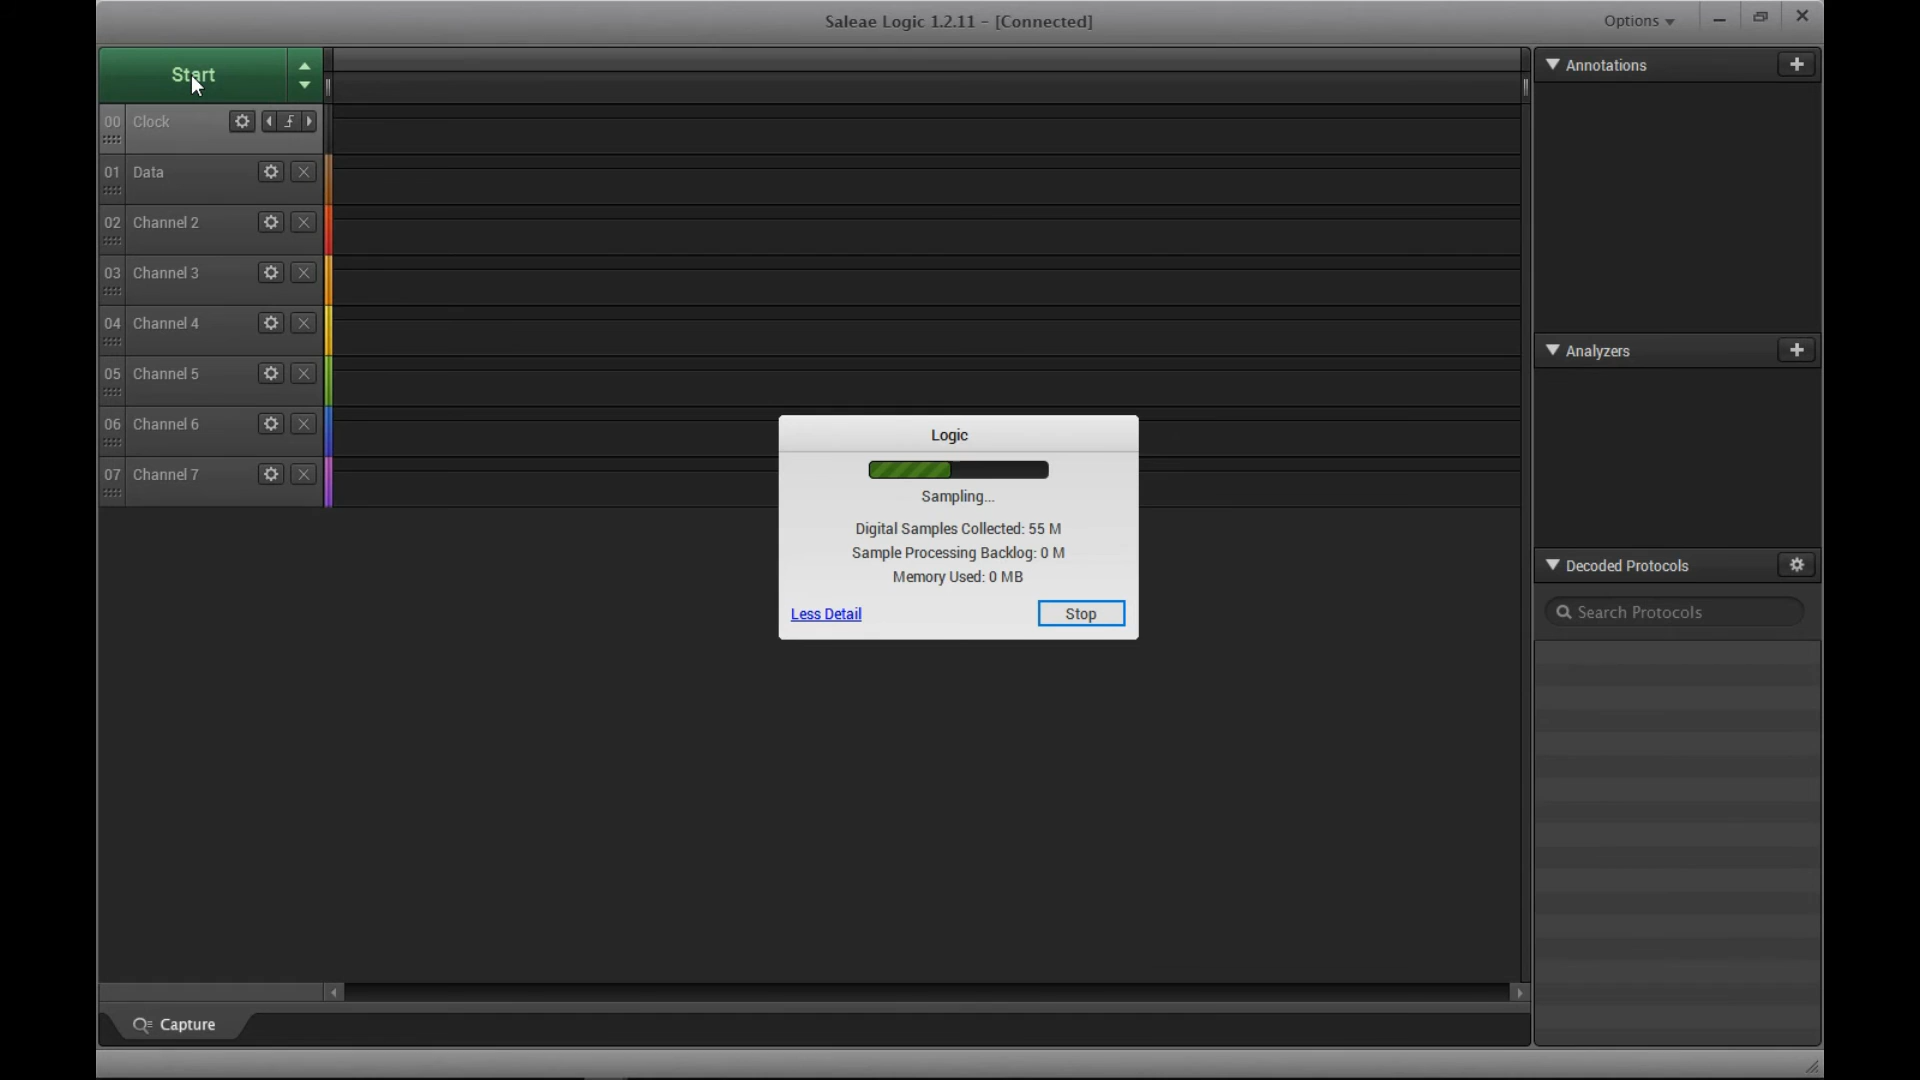 Saleae Logic 1.2.11 - [Connected]
Options
Start
00 Clock
01 Data
02 Channel 2
03 Channel 3
04 Channel 4
05 Channel 5
06 Channel 6
07 Channel 7
Logic
Sampling...
Digital Samples Collected: 55 M
Sample Processing Backlog: 0 M
Memory Used: 0 MB
Less Detail
Stop
Annotations
Analyzers
Decoded Protocols
Search Protocols
Capture